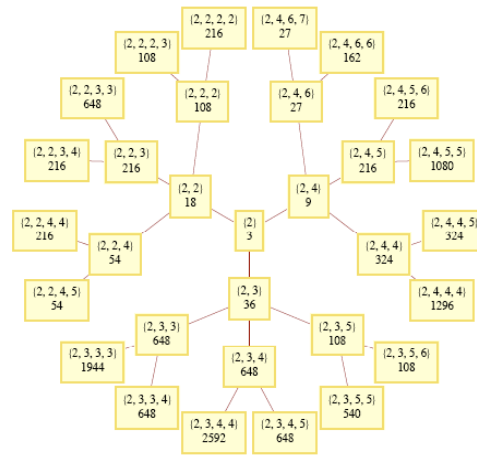 (2, 2, 2, 2)
216
(2, 4, 6, 7)
27
(2, 2, 2, 3)
108
(2, 4, 6, 6)
162
(2, 2, 3, 3)
648
(2, 2, 2)
108
(2, 4, 6)
27
(2, 4, 5, 6)
216
(2, 2, 3, 4)
216
(2, 2, 3)
216
(2, 4, 5)
216
(2, 4, 5, 5)
1080
(2, 2)
18
(2, 4)
9
(2, 2, 4, 4)
216
(2)
3
(2, 4, 4, 5)
324
(2, 2, 4)
54
(2, 4, 4)
324
(2, 2, 4, 5)
54
(2, 3)
36
(2, 4, 4, 4)
1296
(2, 3, 3)
648
(2, 3, 5)
108
(2, 3, 3, 3)
1944
(2, 3, 4)
648
(2, 3, 5, 6)
108
(2, 3, 3, 4)
648
(2, 3, 5, 5)
540
(2, 3, 4, 4)
2592
(2, 3, 4, 5)
648